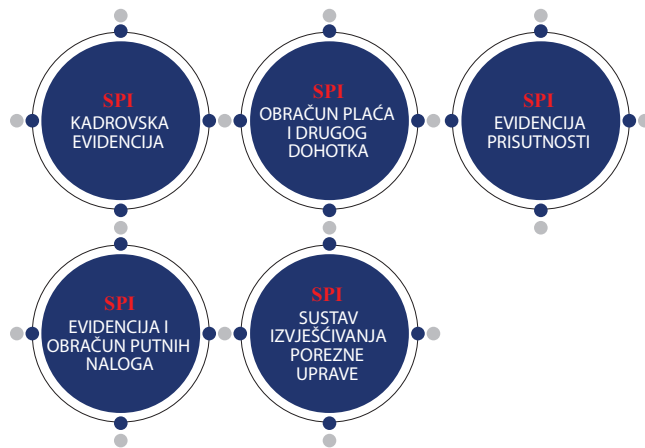 SPI
KADROVSKA
EVIDENCIJA
SPI
OBRAČUN PLAĆA
I DRUGOG
DOHOTKA
SPI
EVIDENCIJA
PRISUTNOSTI
SPI
EVIDENCIJA I
OBRAČUN PUTNIH
NALOGA
SPI
SUSTAV
IZVJEŠĆIVANJA
POREZNE
UPRAVE